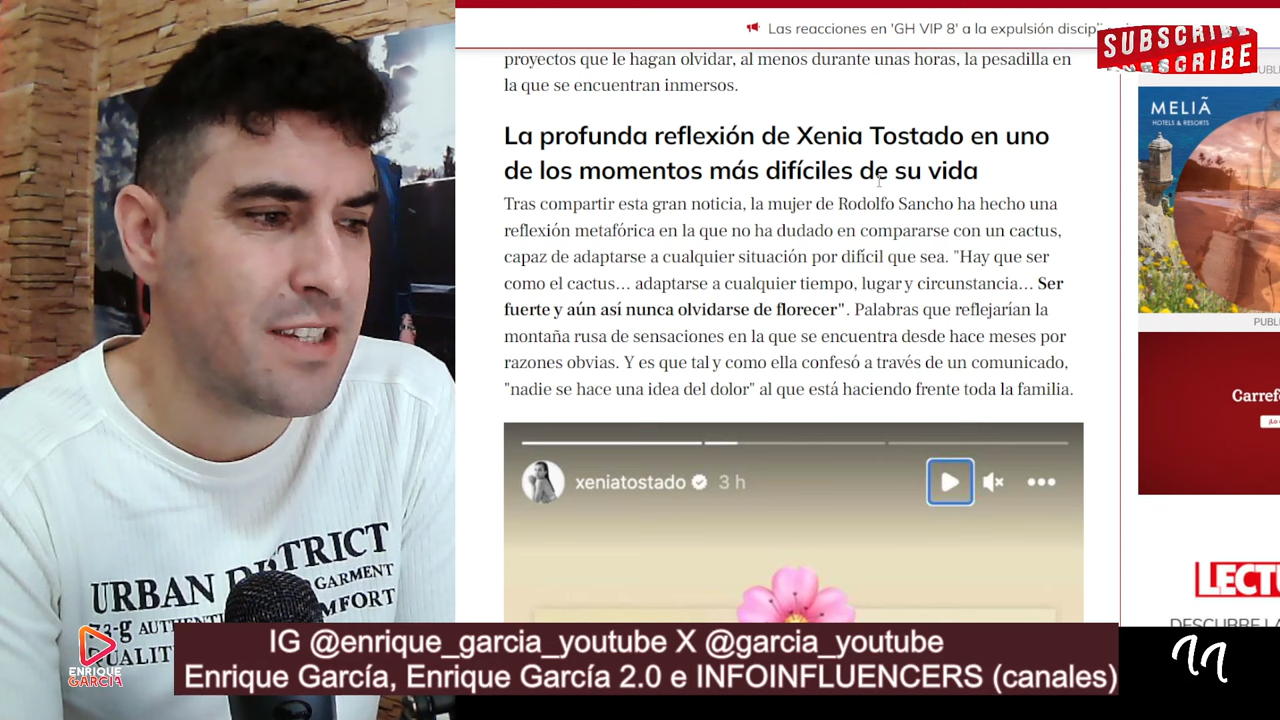 Las reacciones en 'GH VIP 8' a la expulsión
SUBSCRIBE
proyectos que le hagan olvidar, al menos durante unas horas, la pesadilla en
la que se encuentran inmersos.
MELIÃ
HOTELS & RESORTS
La profunda reflexión de Xenia Tostado en uno
de los momentos más difíciles de su vida
Tras compartir esta gran noticia, la mujer de Rodolfo Sancho ha hecho una
reflexión metafórica en la que no ha dudado en compararse con un cactus,
capaz de adaptarse a cualquier situación por difícil que sea. "Hay que ser
como el cactus... adaptarse a cualquier tiempo, lugar y circunstancia... Ser
fuerte y aún así nunca olvidarse de florecer". Palabras que reflejarían la
montaña rusa de sensaciones en la que se encuentra desde hace meses por
razones obvias. Y es que tal y como ella confesó a través de un comunicado,
"nadie se hace una idea del dolor" al que está haciendo frente toda la familia.
PUBL
Carref
xeniatostado 3 h
URBAN DISTRICT
GARMENT
73-g
LECTU
DESCUBRE LA
ENRIQUE
GARCÍA
IG @enrique_garcia_youtube X @garcia_youtube
Enrique García, Enrique García 2.0 e INFOINFLUENCERS (canales)